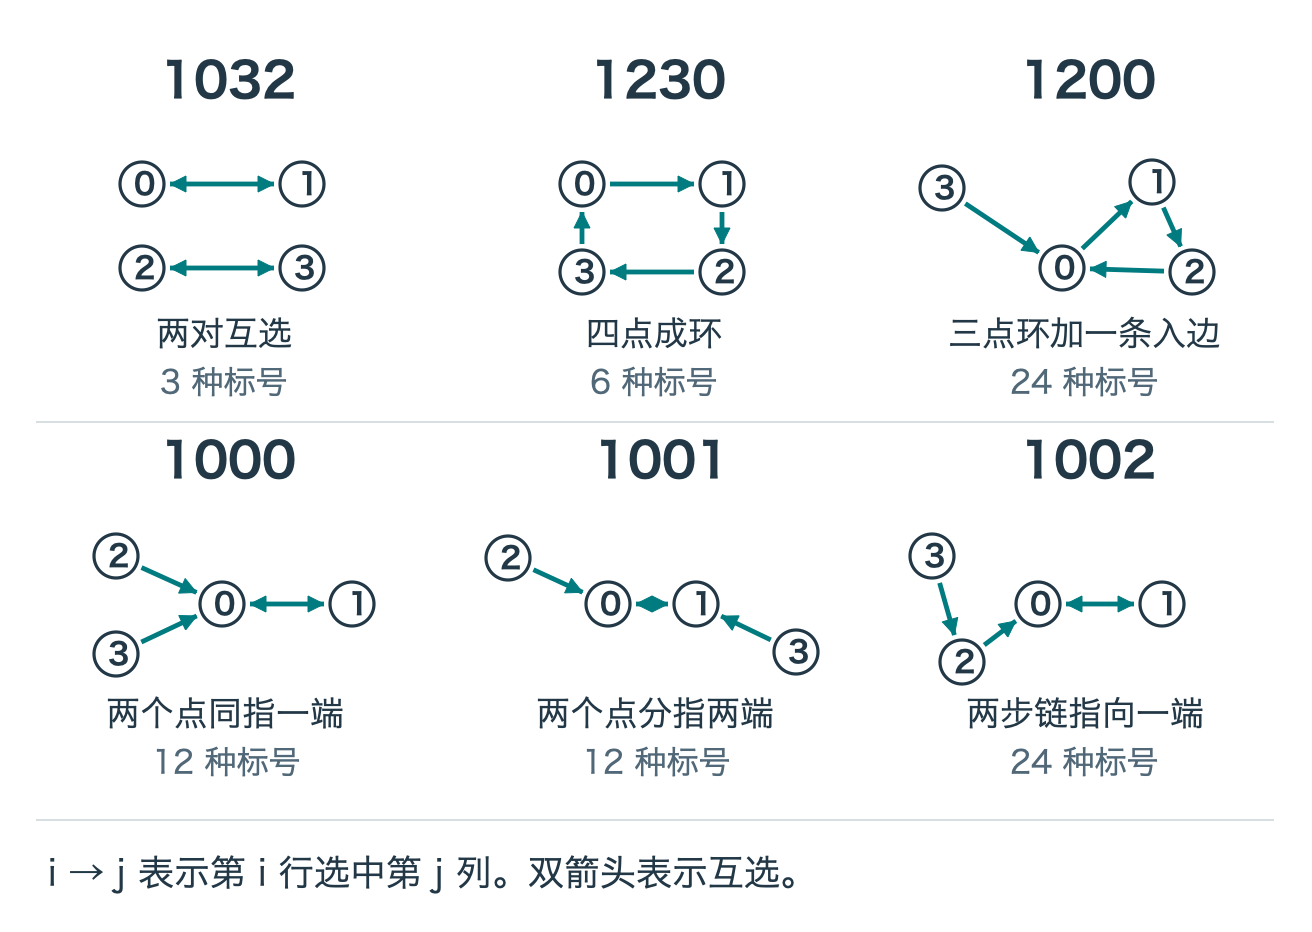 1032 1230 1200
0 1 0 1 3 1
2 3 3 2 0 2
两对互选 四点成环 三点环加一条入边
3 种标号 6 种标号 24 种标号
1000 1001 1002
2 0 1 2 0 1 3 0 1
3 3 2
两个点同指一端 两个点分指两端 两步链指向一端
12 种标号 12 种标号 24 种标号
i → j 表示第 i 行选中第 j 列。双箭头表示互选。